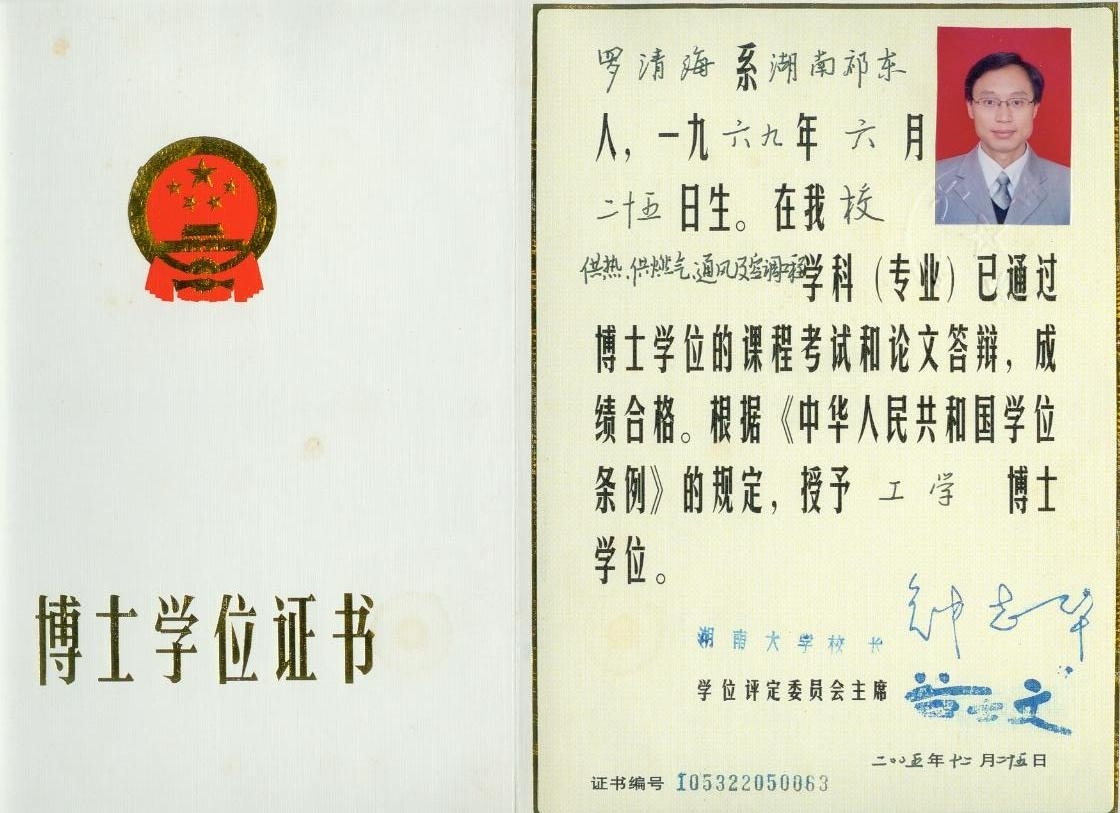 博士学位证书
罗清海系湖南祁东
人，一九六九年六月
二十五日生。在我校
供热、供燃气、通风及空调工程学科（专业）已通过
博士学位的课程考试和论文答辩，成
绩合格。根据《中华人民共和国学位
条例》的规定，授予工学博士
学位。
湖南大学校长 钟志华
学位评定委员会主席
二〇〇五年十二月二十五日
证书编号 105322050063